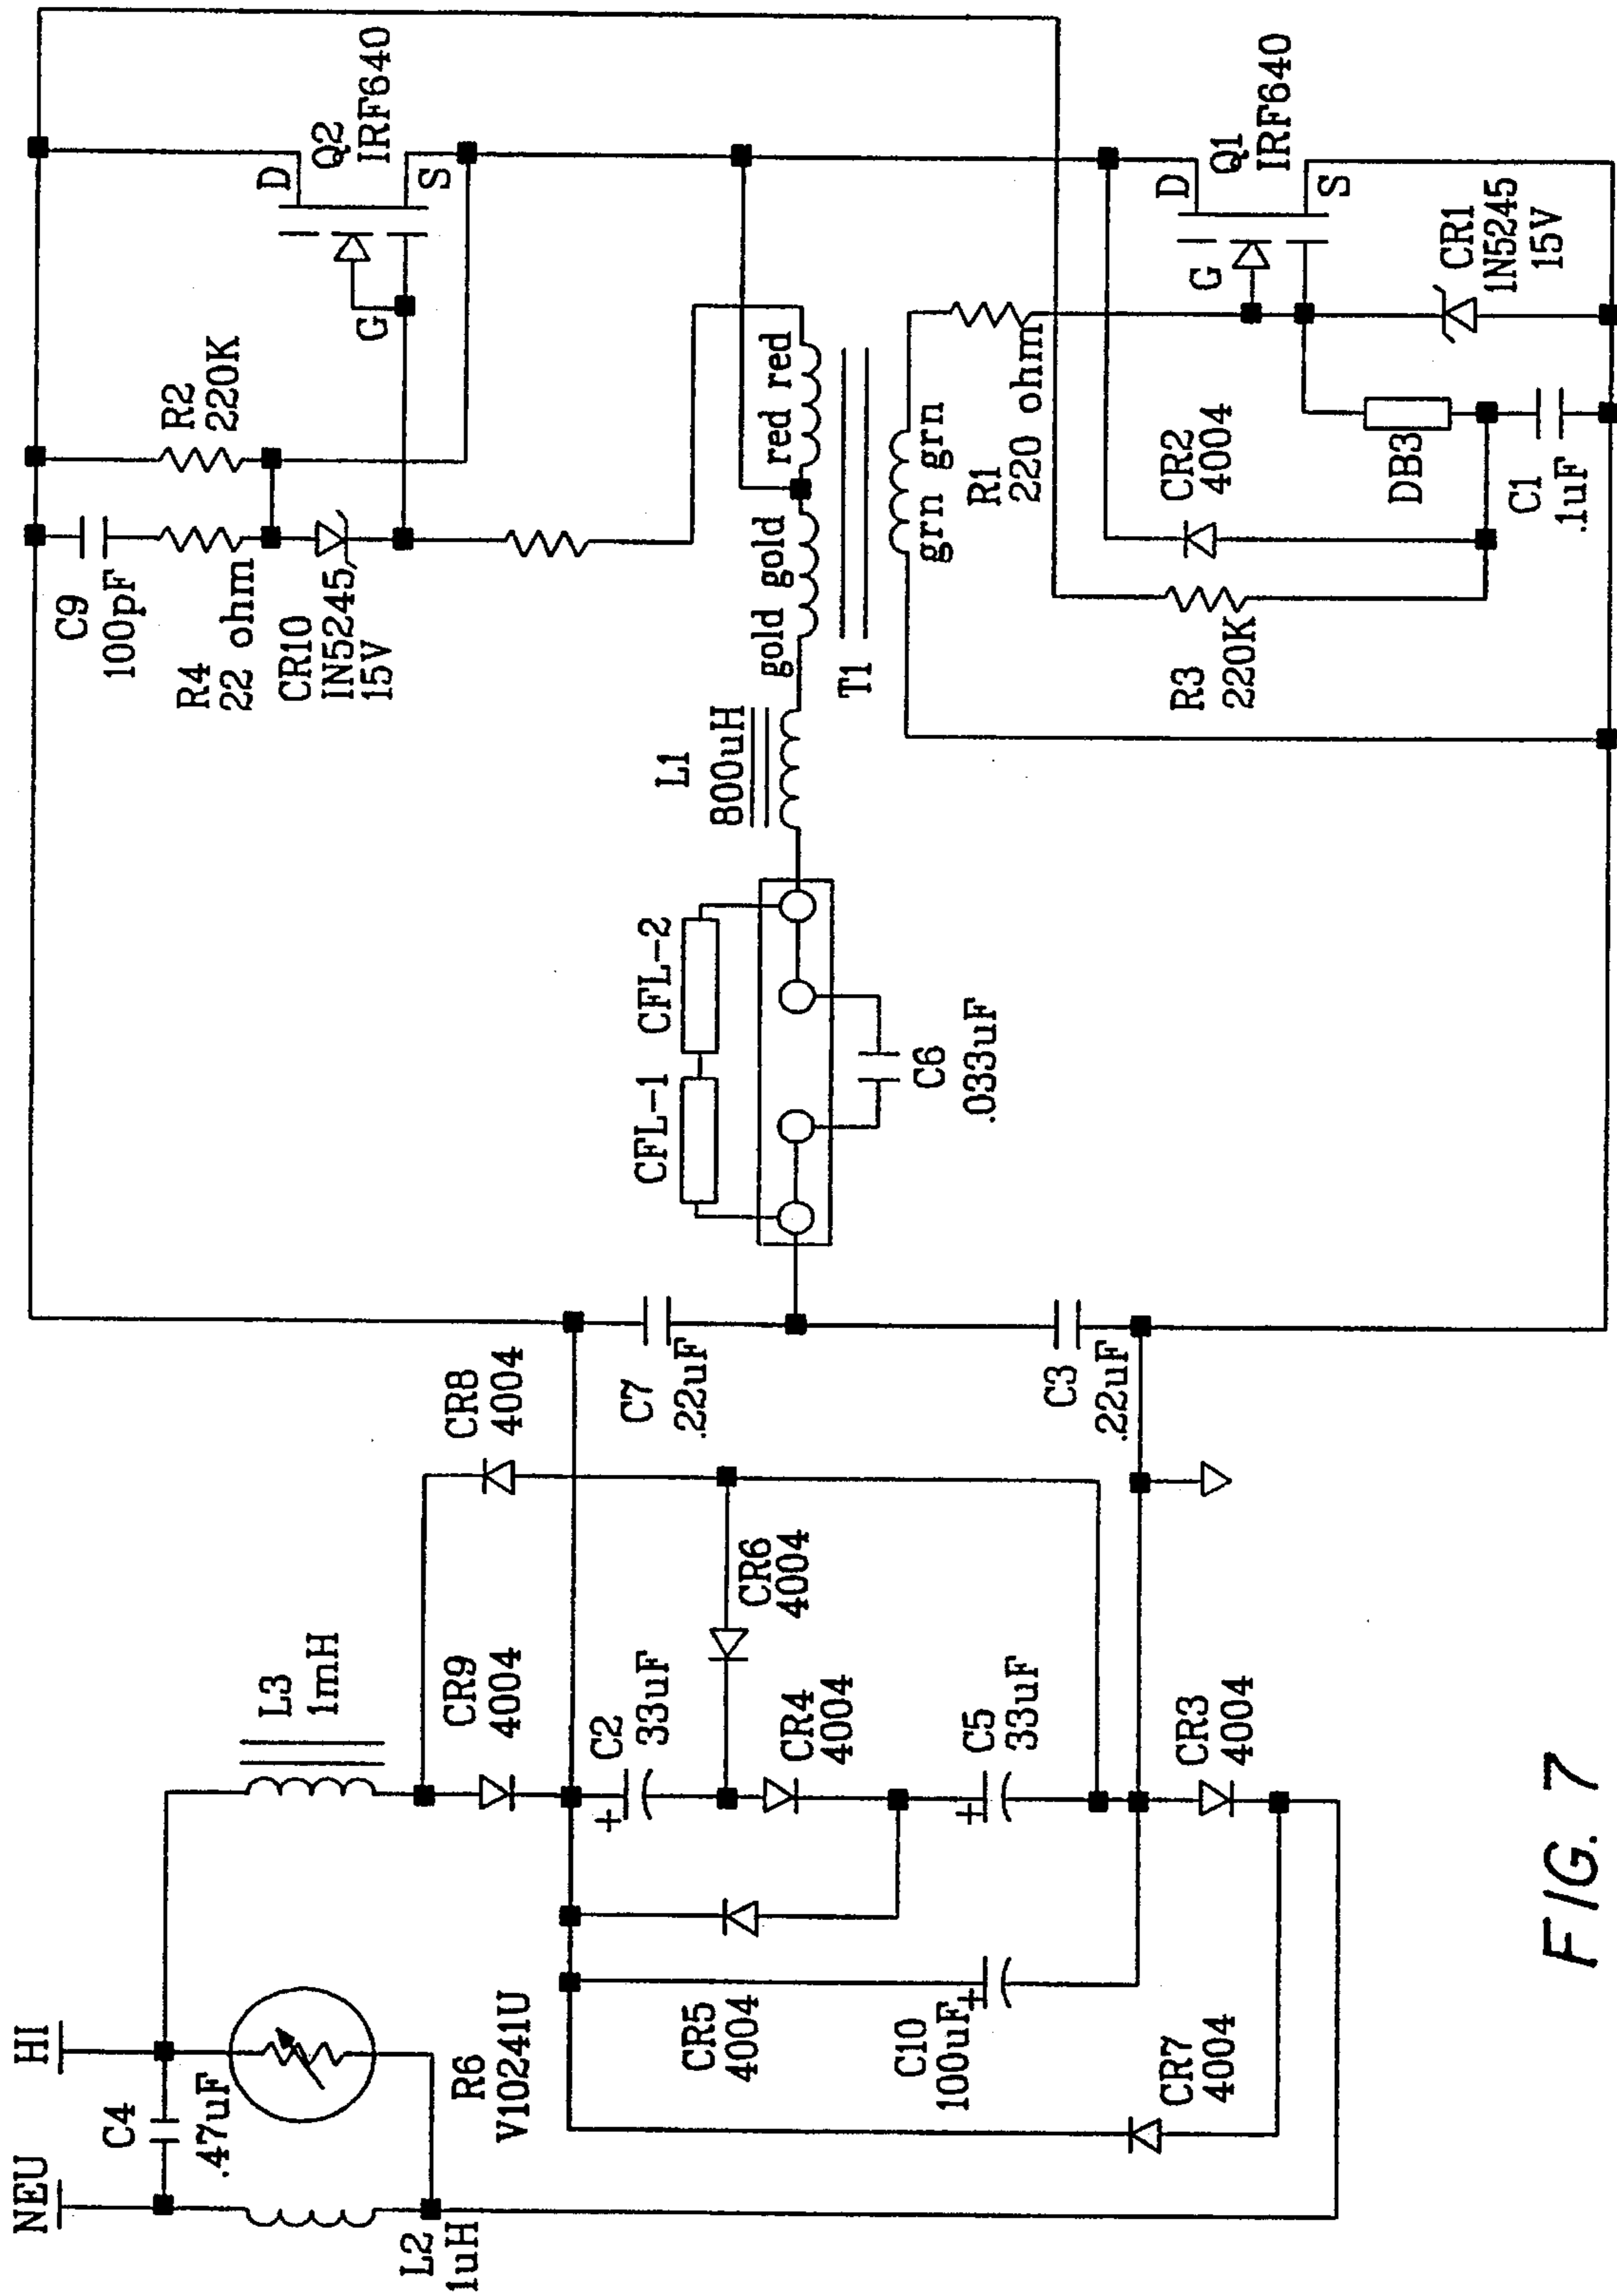 NEU
HI
C4
.47uF
L2
1uH
R6
V10241U
L3
1mH
CR9
4004
CR8
4004
C2
33uF
CR6
4004
CR4
4004
CR5
4004
C10
100uF
C5
33uF
CR7
4004
CR3
4004
C7
.22uF
C3
.22uF
CFL-1
CFL-2
C6
.033uF
L1
800uH
gold gold
red red
T1
grn grn
C9
100pF
R4
22 ohm
CR10
IN5245
15V
R2
220K
G
D
S
Q2
IRF640
R1
220 ohm
R3
220K
CR2
4004
DB3
C1
.1uF
G
D
S
Q1
IRF640
CR1
1N5245
15V
FIG. 7